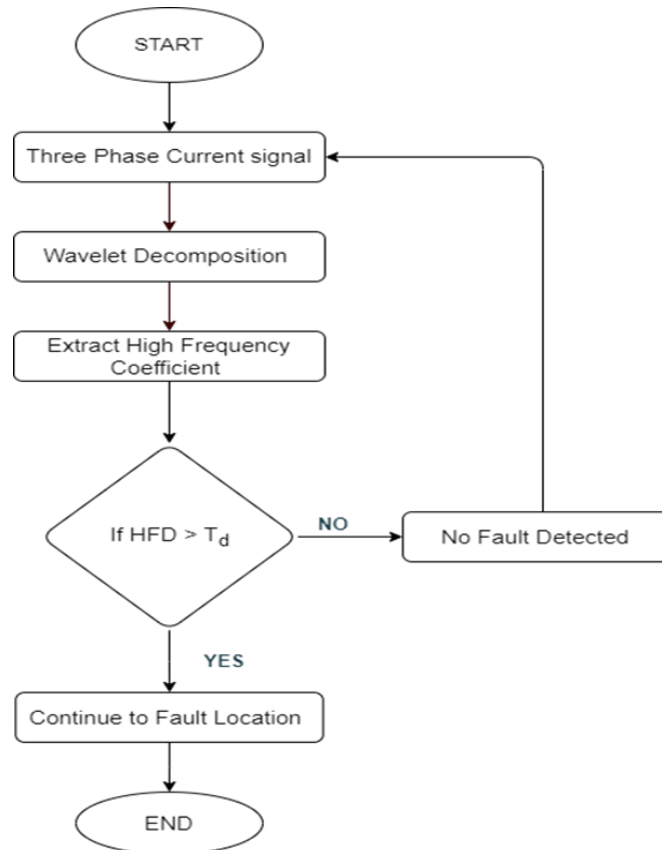 START
Three Phase Current signal
Wavelet Decomposition
Extract High Frequency
Coefficient
If HFD > T_d
NO
No Fault Detected
YES
Continue to Fault Location
END